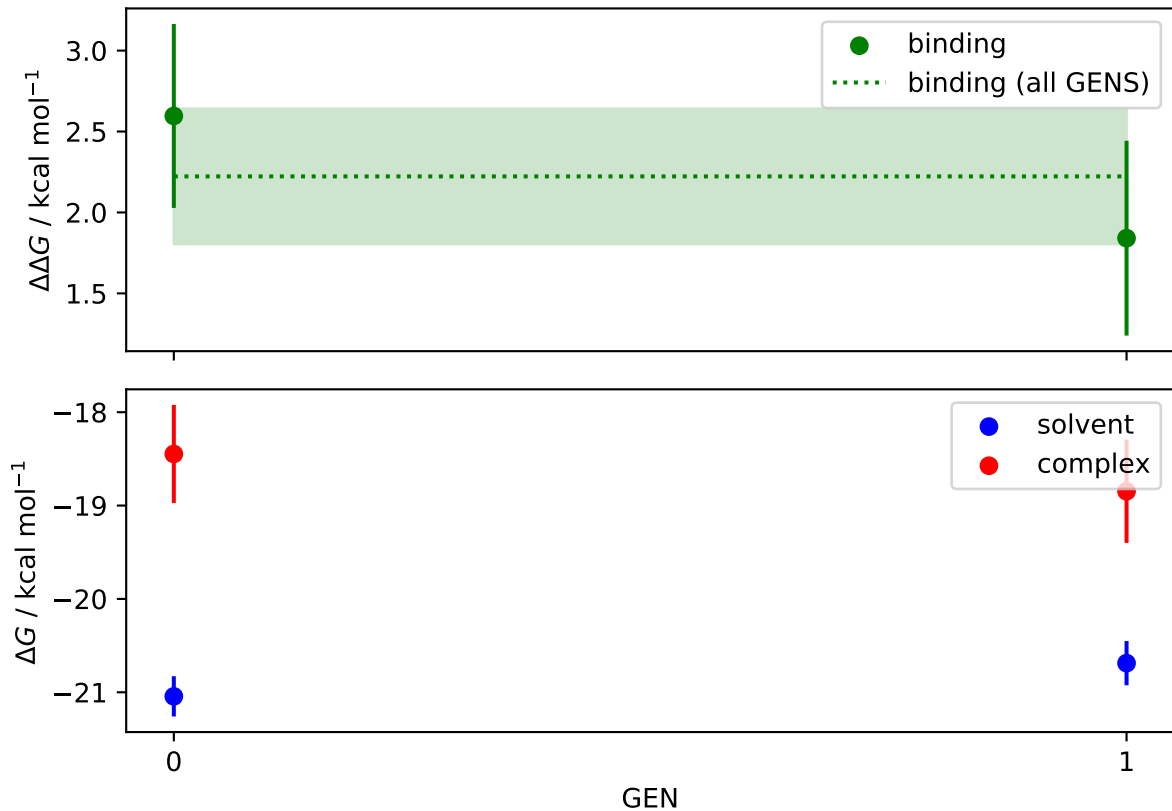 3.0
2.5
2.0
1.5
ΔΔG / kcal mol⁻¹
binding
binding (all GENS)
−18
−19
−20
−21
ΔG / kcal mol⁻¹
solvent
complex
0
1
GEN